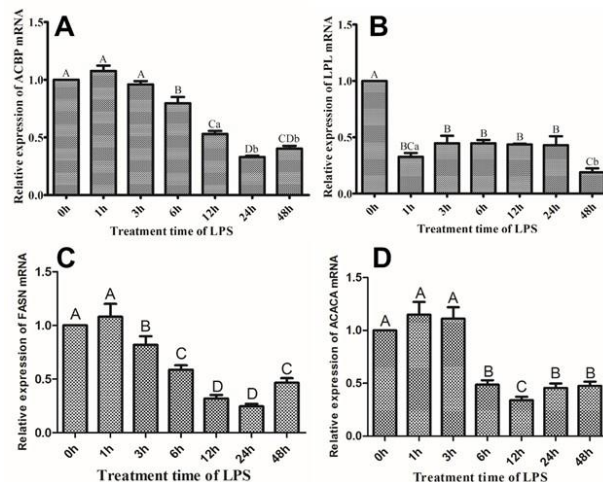 A
Relative expression of ACBP mRNA
1.5
1.0
0.5
0.0
A
A
A
B
Ca
Db
CDb
0h
1h
3h
6h
12h
24h
48h
Treatment time of LPS
B
Relative expression of LPL mRNA
1.5
1.0
0.5
0.0
A
BCa
B
B
B
B
Cb
0h
1h
3h
6h
12h
24h
48h
Treatment time of LPS
C
Relative expression of FASN mRNA
1.5
1.0
0.5
0.0
A
A
B
C
D
D
C
0h
1h
3h
6h
12h
24h
48h
Treatment time of LPS
D
Relative expression of ACACA mRNA
1.5
1.0
0.5
0.0
A
A
A
B
C
B
B
0h
1h
3h
6h
12h
24h
48h
Treatment time of LPS